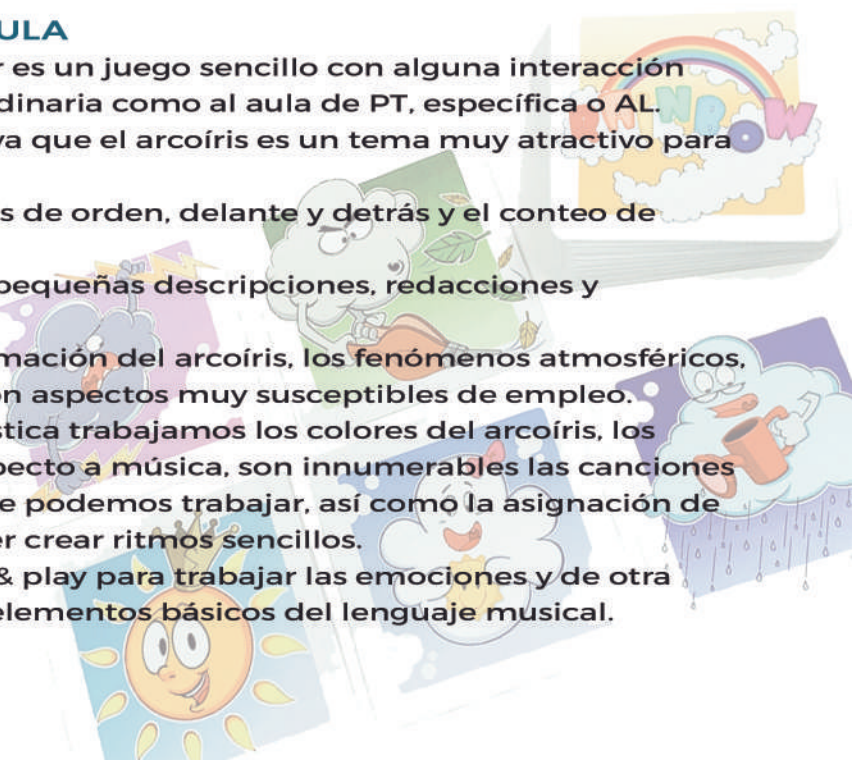 ULA
r es un juego sencillo con alguna interacción
dinaria como al aula de PT, específica o AL.
va que el arcoíris es un tema muy atractivo para
s de orden, delante y detrás y el conteo de
pequeñas descripciones, redacciones y
mación del arcoíris, los fenómenos atmosféricos,
n aspectos muy susceptibles de empleo.
stica trabajamos los colores del arcoíris, los
pecto a música, son innumerables las canciones
e podemos trabajar, así como la asignación de
er crear ritmos sencillos.
& play para trabajar las emociones y de otra
elementos básicos del lenguaje musical.